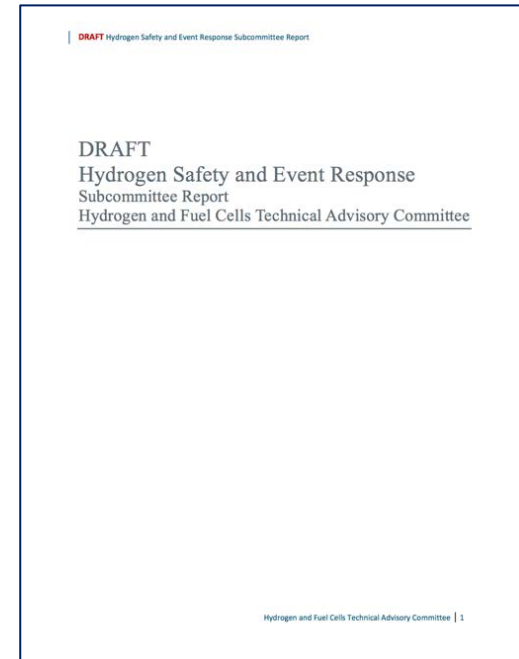 DRAFT Hydrogen Safety and Event Response Subcommittee Report
DRAFT
Hydrogen Safety and Event Response
Subcommittee Report
Hydrogen and Fuel Cells Technical Advisory Committee
Hydrogen and Fuel Cells Technical Advisory Committee | 1